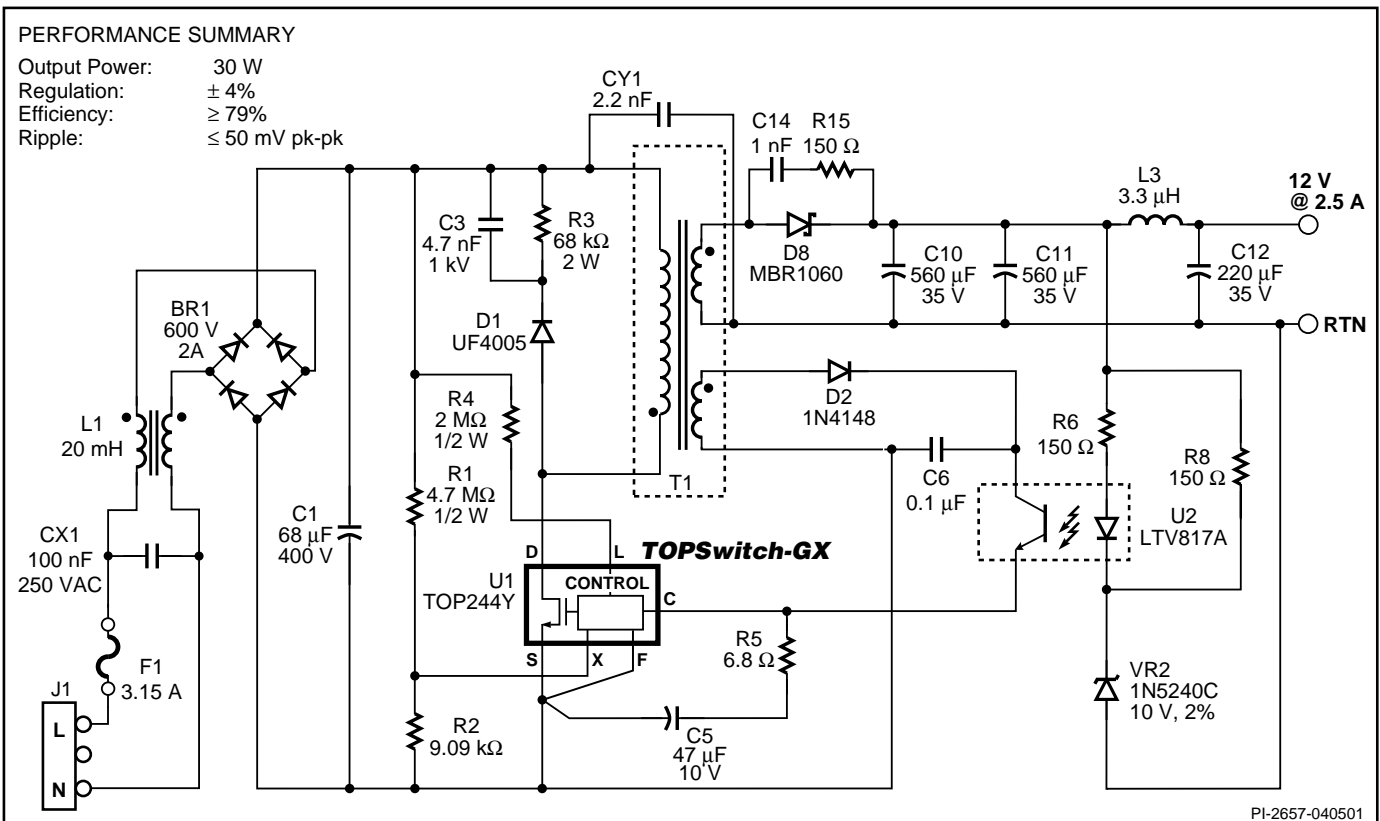 PERFORMANCE SUMMARY
Output Power: 30 W
Regulation: ± 4%
Efficiency: ≥ 79%
Ripple: ≤ 50 mV pk-pk
CY1
2.2 nF
C14
1 nF
R15
150 Ω
L3
3.3 µH
12 V
@ 2.5 A
C3
4.7 nF
1 kV
R3
68 kΩ
2 W
D8
MBR1060
C10
560 µF
35 V
C11
560 µF
35 V
C12
220 µF
35 V
RTN
BR1
600 V
2A
D1
UF4005
D2
1N4148
L1
20 mH
R4
2 MΩ
1/2 W
R1
4.7 MΩ
1/2 W
T1
C6
0.1 µF
R6
150 Ω
R8
150 Ω
U2
LTV817A
CX1
100 nF
250 VAC
C1
68 µF
400 V
D
L
TOPSwitch-GX
U1
TOP244Y
CONTROL
C
S
X
F
R5
6.8 Ω
F1
3.15 A
J1
L
N
R2
9.09 kΩ
C5
47 µF
10 V
VR2
1N5240C
10 V, 2%
PI-2657-040501